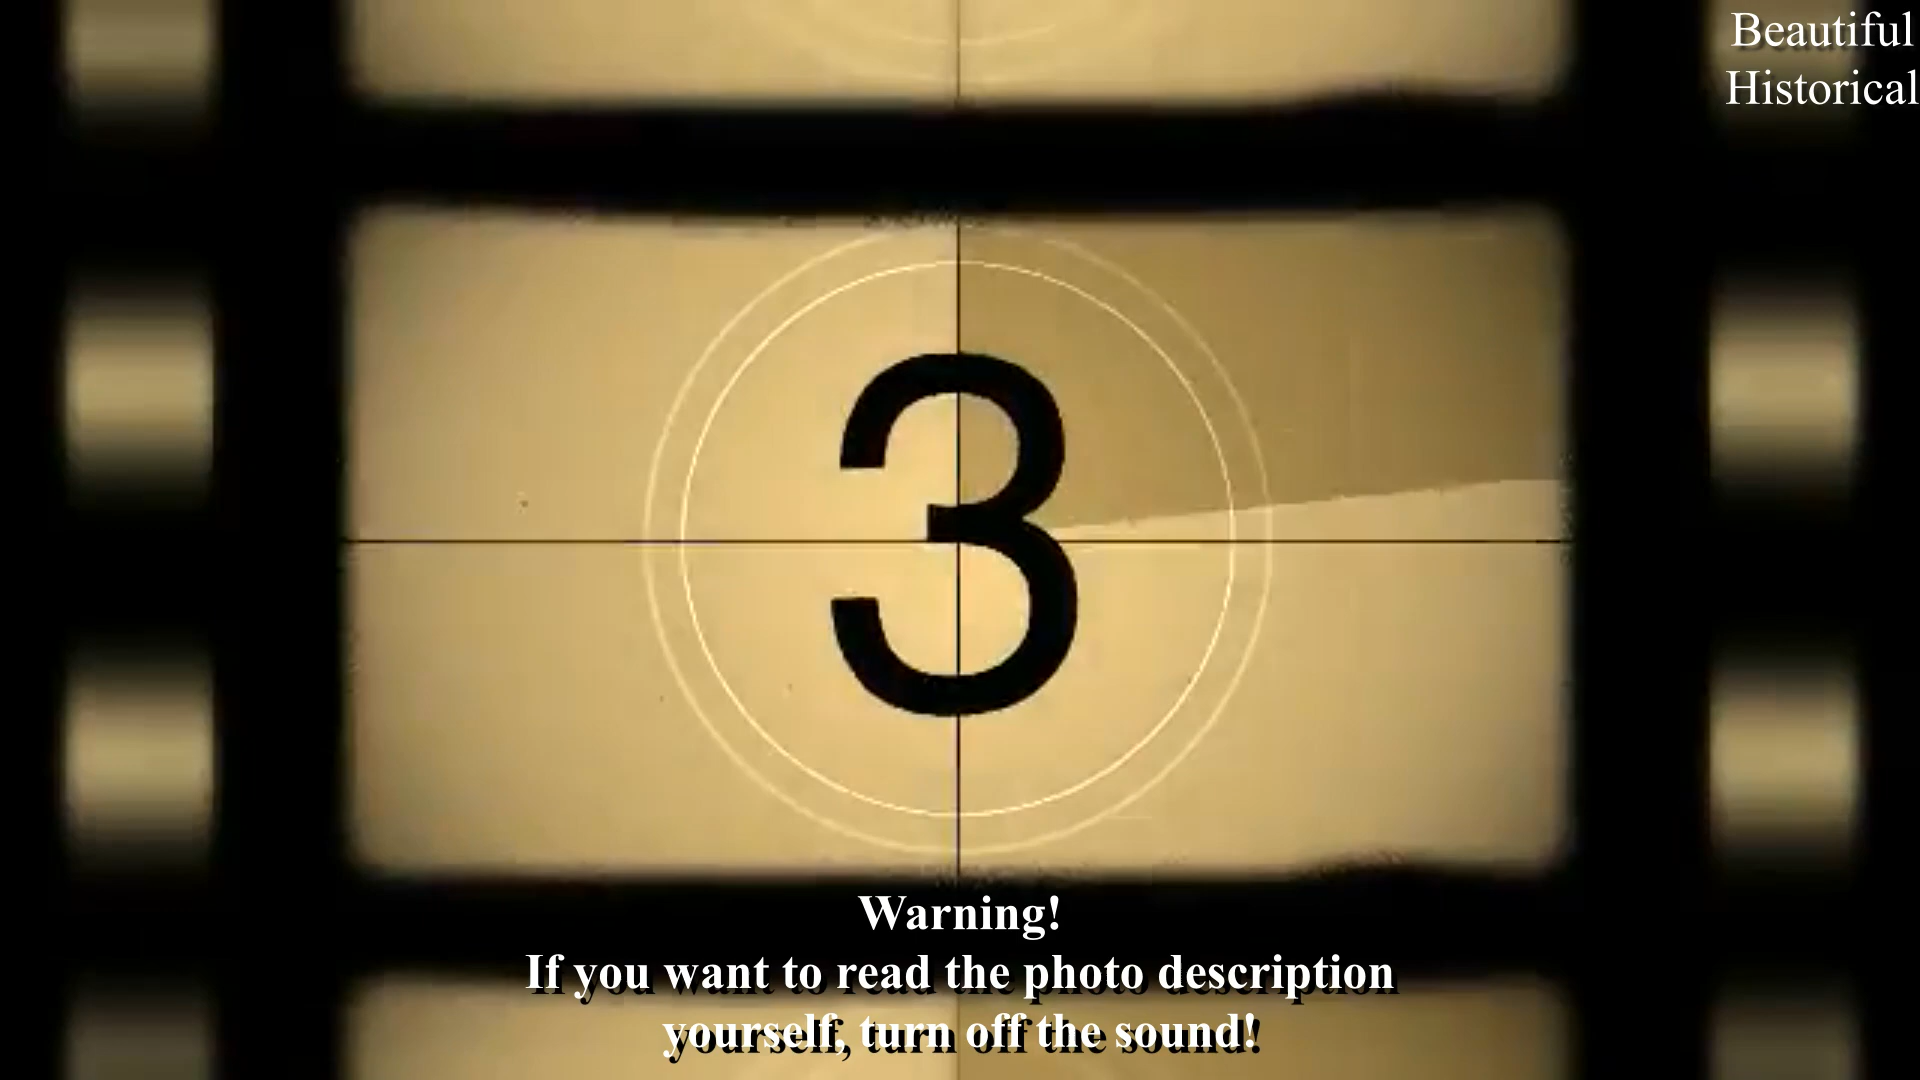 Beautiful
Historical
3
Warning!
If you want to read the photo description
yourself, turn off the sound!